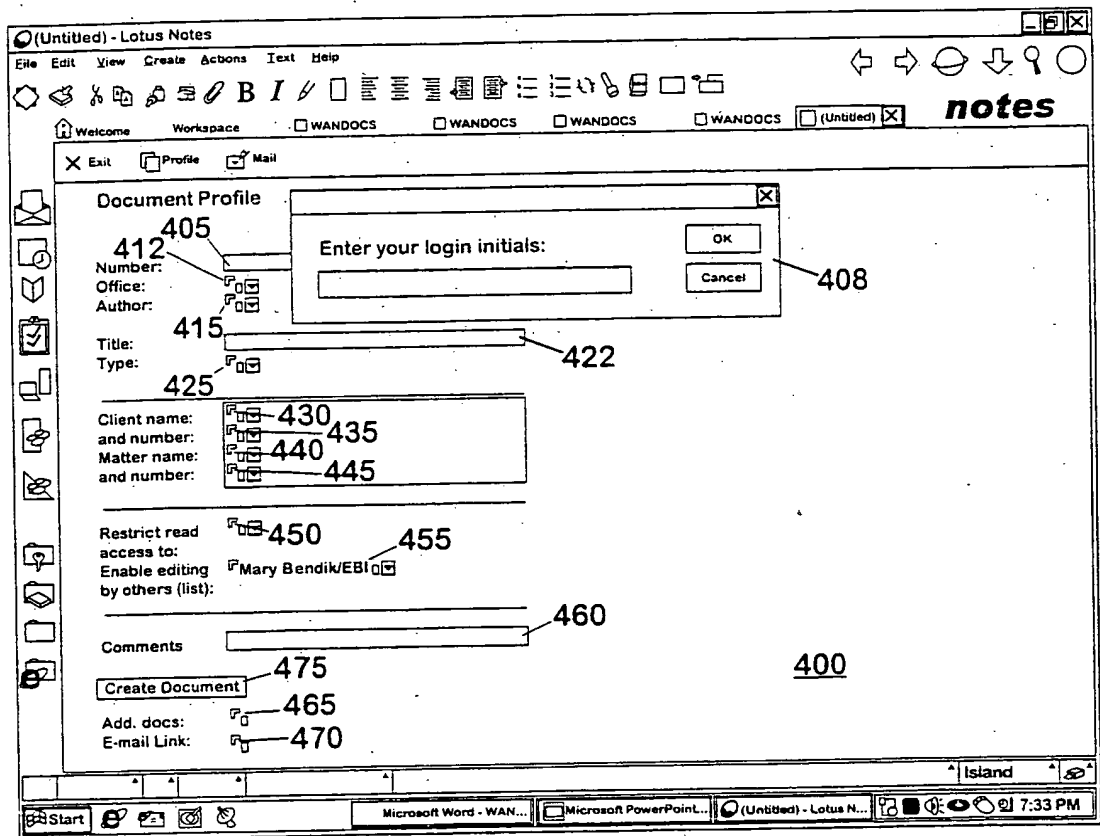 (Untitled) - Lotus Notes
File Edit View Create Actions Text Help
B I
notes
Welcome Workspace WANDOCS WANDOCS WANDOCS WANDOCS (Untitled)
Exit Profile Mail
Document Profile
405
Enter your login initials:
OK
412
Number:
Office:
Cancel
408
Author:
415
Title:
422
Type:
425
Client name:
430
and number:
435
Matter name:
440
and number:
445
Restrict read
access to:
450
455
Enable editing
by others (list):
Mary Bendik/EBI
460
Comments
475
400
Create Document
465
Add. docs:
E-mail Link:
470
Island
Start Microsoft Word - WAN... Microsoft PowerPoint... (Untitled) - Lotus N... 7:33 PM